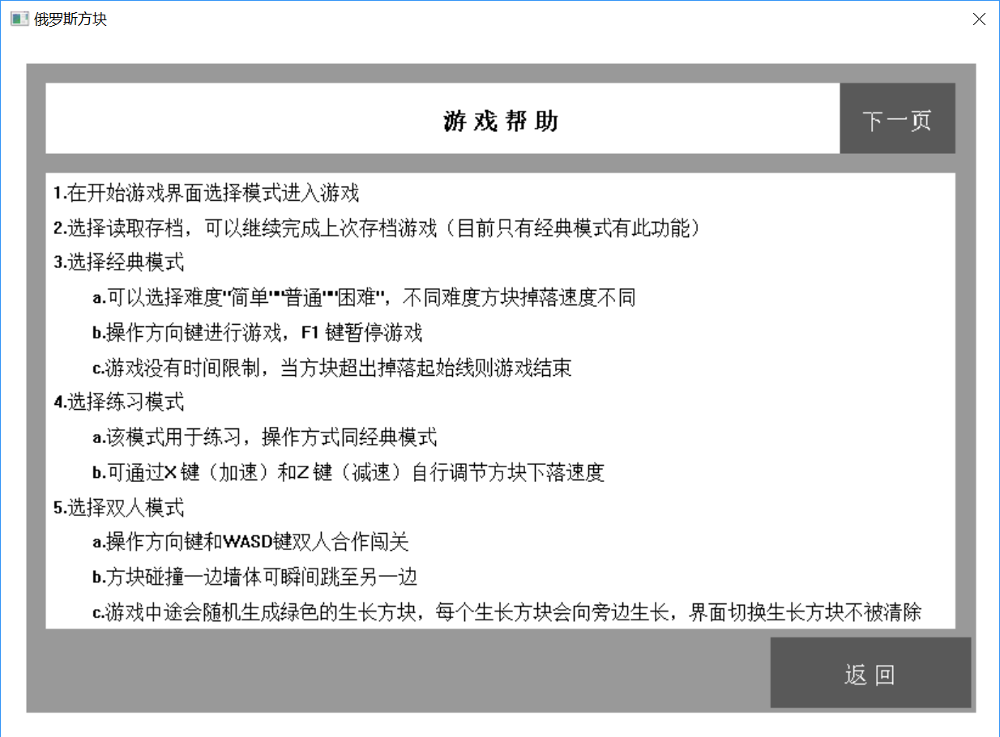 俄罗斯方块
游戏帮助
下一页
1.在开始游戏界面选择模式进入游戏
2.选择读取存档，可以继续完成上次存档游戏（目前只有经典模式有此功能）
3.选择经典模式
a.可以选择难度"简单""普通""困难"，不同难度方块掉落速度不同
b.操作方向键进行游戏，F1 键暂停游戏
c.游戏没有时间限制，当方块超出掉落起始线则游戏结束
4.选择练习模式
a.该模式用于练习，操作方式同经典模式
b.可通过X 键（加速）和Z 键（减速）自行调节方块下落速度
5.选择双人模式
a.操作方向键和WASD键双人合作闯关
b.方块碰撞一边墙体可瞬间跳至另一边
c.游戏中途会随机生成绿色的生长方块，每个生长方块会向旁边生长，界面切换生长方块不被清除
返回